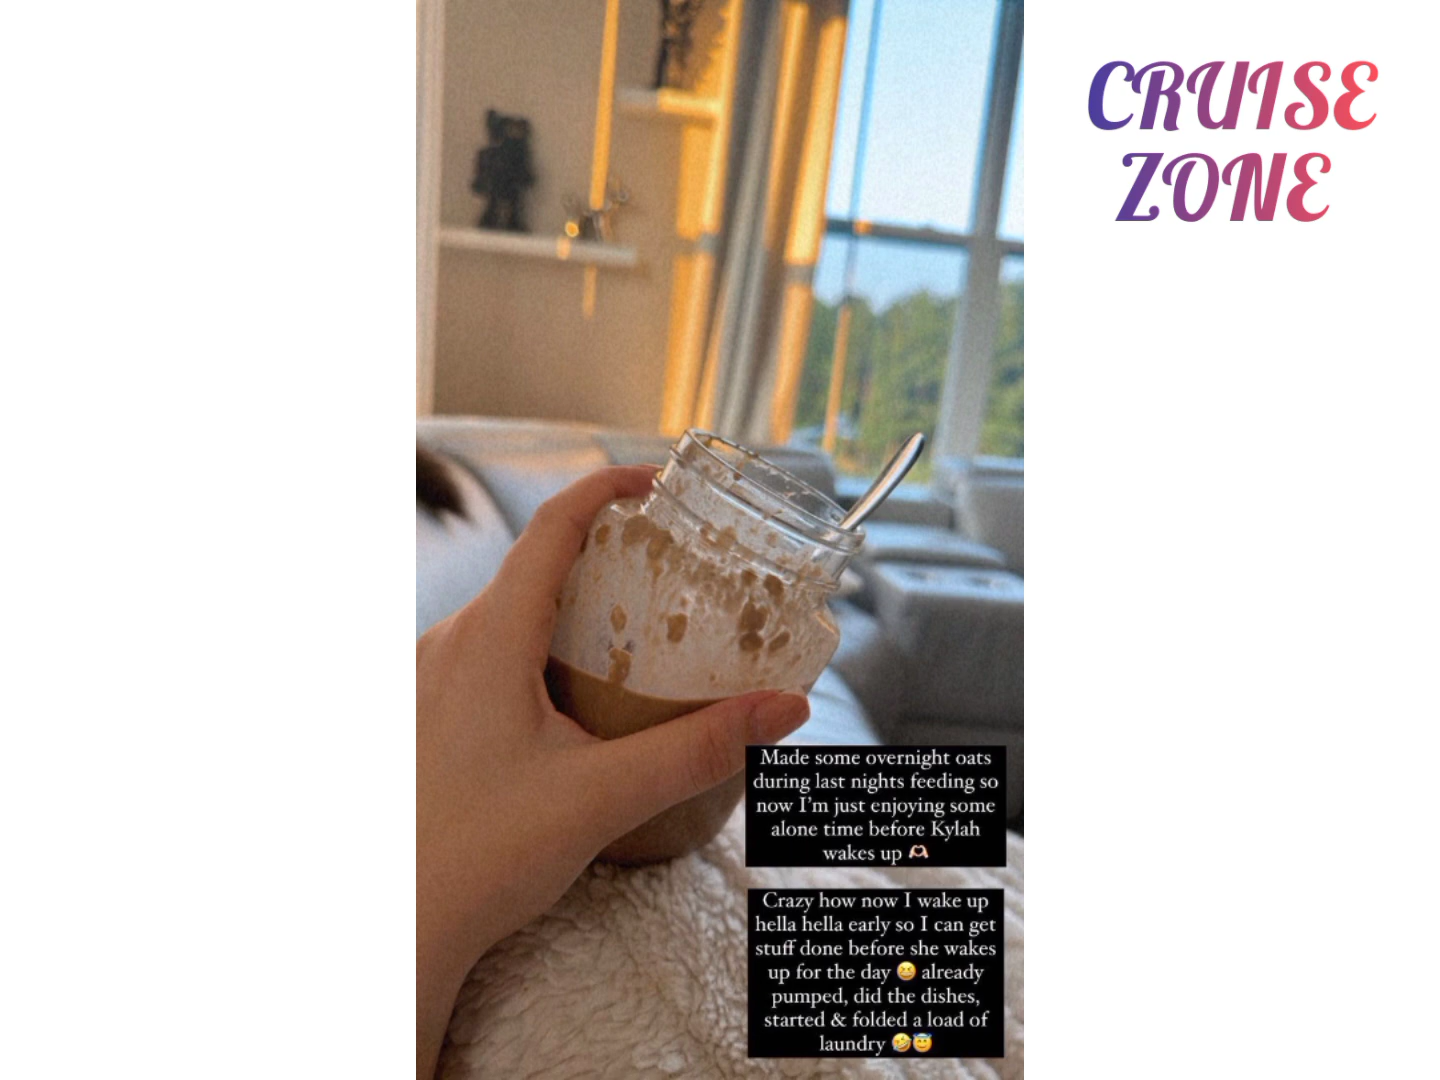 CRUISE
ZONE
Made some overnight oats
during last nights feeding so
now I'm just enjoying some
alone time before Kylah
wakes up 🫶🏻
Crazy how now I wake up
hella hella early so I can get
stuff done before she wakes
up for the day 😆 already
pumped, did the dishes,
started & folded a load of
laundry 🤣😇